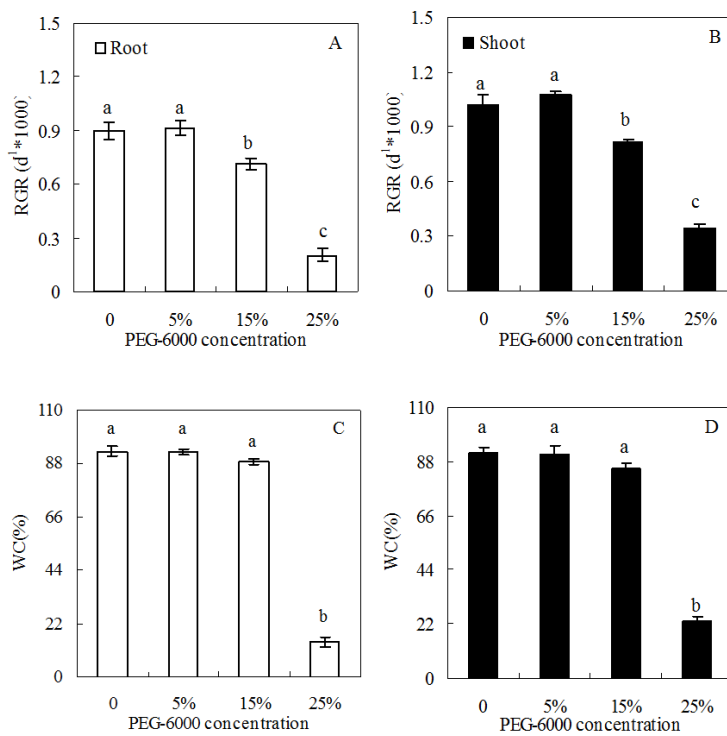 A
Root
1.5
1.2
0.9
0.6
0.3
0
RGR (d¹*1000)
a
a
b
c
0 5% 15% 25%
PEG-6000 concentration
B
Shoot
1.5
1.2
0.9
0.6
0.3
0
RGR (d¹*1000)
a
a
b
c
0 5% 15% 25%
PEG-6000 concentration
C
110
88
66
44
22
0
WC(%)
a
a
a
b
0 5% 15% 25%
PEG-6000 concentration
D
110
88
66
44
22
0
WC(%)
a
a
a
b
0 5% 15% 25%
PEG-6000 concentration